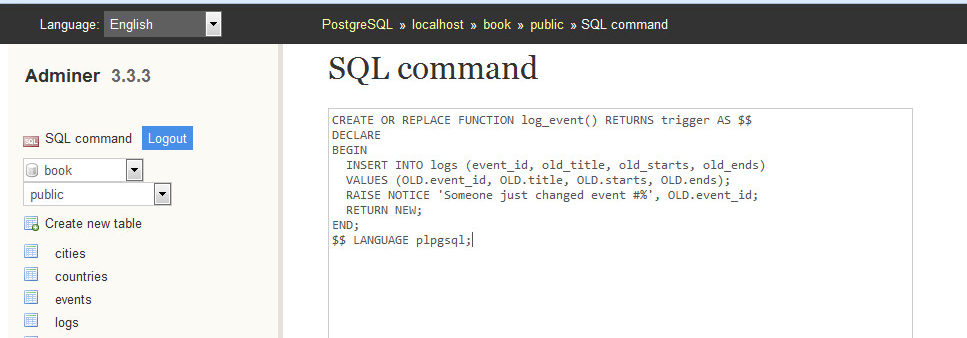 Language: English
PostgreSQL » localhost » book » public » SQL command
Adminer 3.3.3
SQL command
SQL SQL command Logout
book
public
Create new table
cities
countries
events
logs
CREATE OR REPLACE FUNCTION log_event() RETURNS trigger AS $$
DECLARE
BEGIN
  INSERT INTO logs (event_id, old_title, old_starts, old_ends)
  VALUES (OLD.event_id, OLD.title, OLD.starts, OLD.ends);
  RAISE NOTICE 'Someone just changed event #%', OLD.event_id;
  RETURN NEW;
END;
$$ LANGUAGE plpgsql;